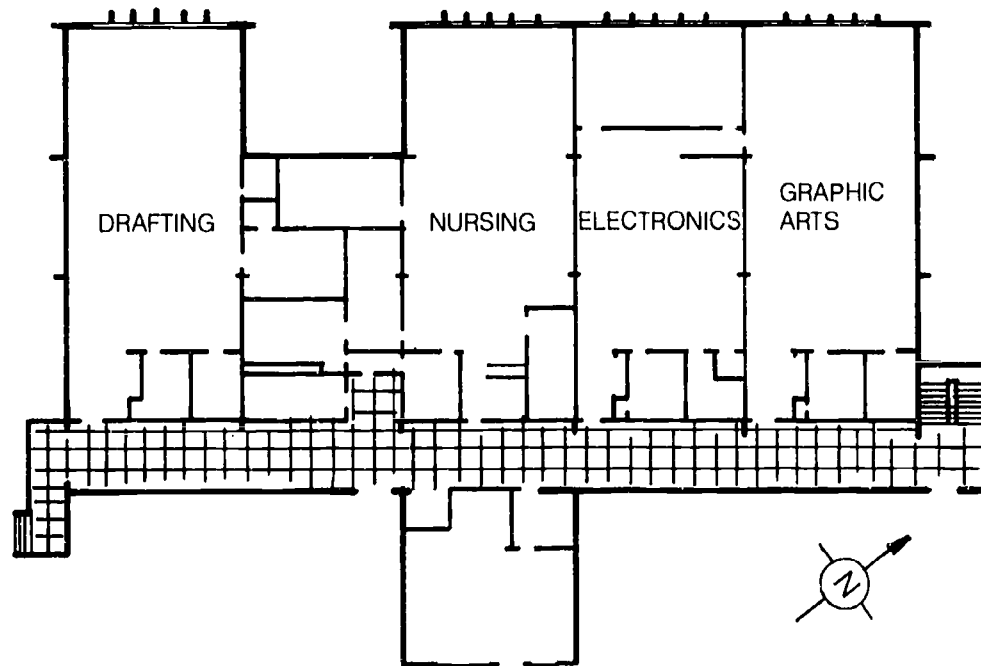 DRAFTING
NURSING
ELECTRONICS
GRAPHIC
ARTS
N